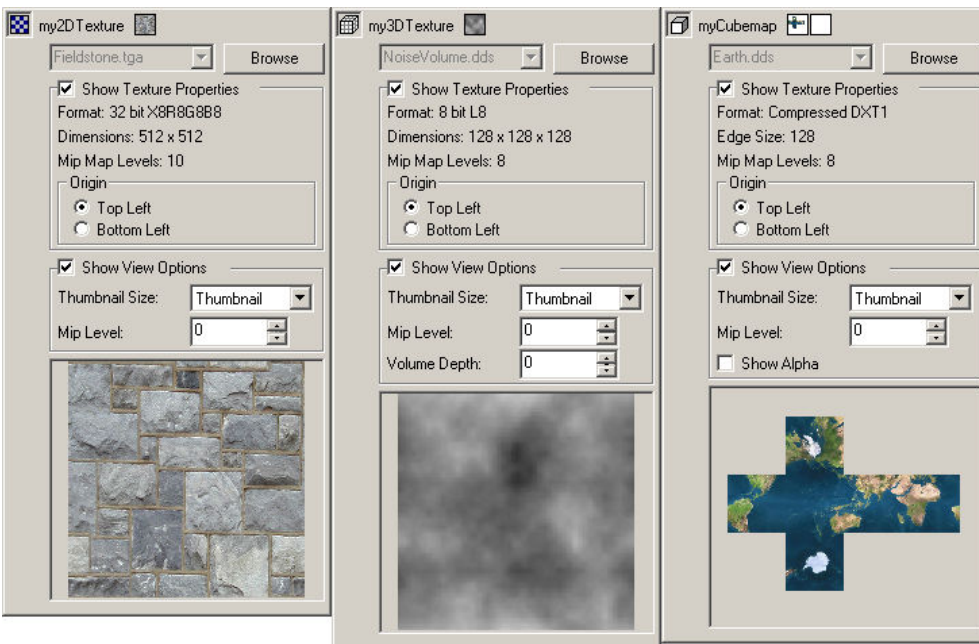 my2DTexture
Fieldstone.tga
Browse
Show Texture Properties
Format: 32 bit X8R8G8B8
Dimensions: 512 x 512
Mip Map Levels: 10
Origin
Top Left
Bottom Left
Show View Options
Thumbnail Size: Thumbnail
Mip Level: 0
my3DTexture
NoiseVolume.dds
Browse
Show Texture Properties
Format: 8 bit L8
Dimensions: 128 x 128 x 128
Mip Map Levels: 8
Origin
Top Left
Bottom Left
Show View Options
Thumbnail Size: Thumbnail
Mip Level: 0
Volume Depth: 0
myCubemap
Earth.dds
Browse
Show Texture Properties
Format: Compressed DXT1
Edge Size: 128
Mip Map Levels: 8
Origin
Top Left
Bottom Left
Show View Options
Thumbnail Size: Thumbnail
Mip Level: 0
Show Alpha